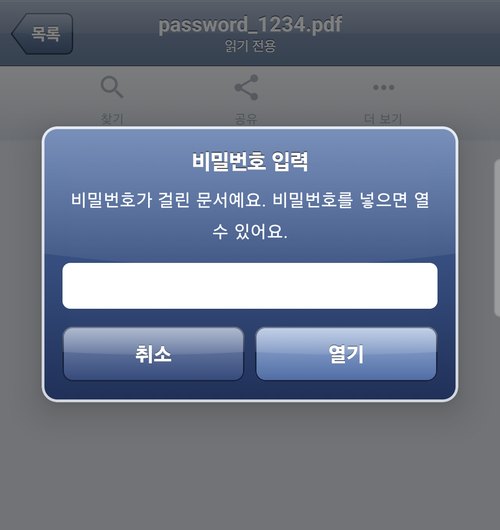 목록
password_1234.pdf
읽기 전용
찾기
공유
더 보기
비밀번호 입력
비밀번호가 걸린 문서예요. 비밀번호를 넣으면 열
수 있어요.
취소
열기